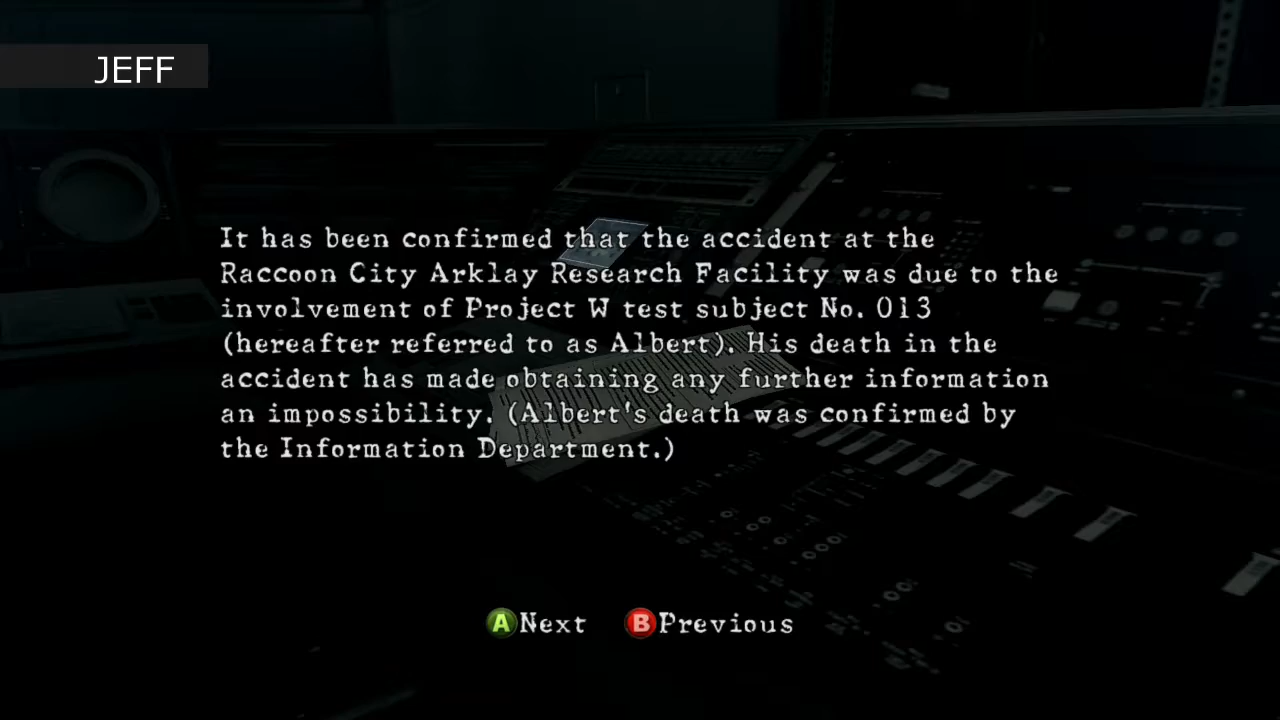 JEFF
It has been confirmed that the accident at the
Raccoon City Arklay Research Facility was due to the
involvement of Project W test subject No. 013
(hereafter referred to as Albert). His death in the
accident has made obtaining any further information
an impossibility. (Albert's death was confirmed by
the Information Department.)
A Next B Previous